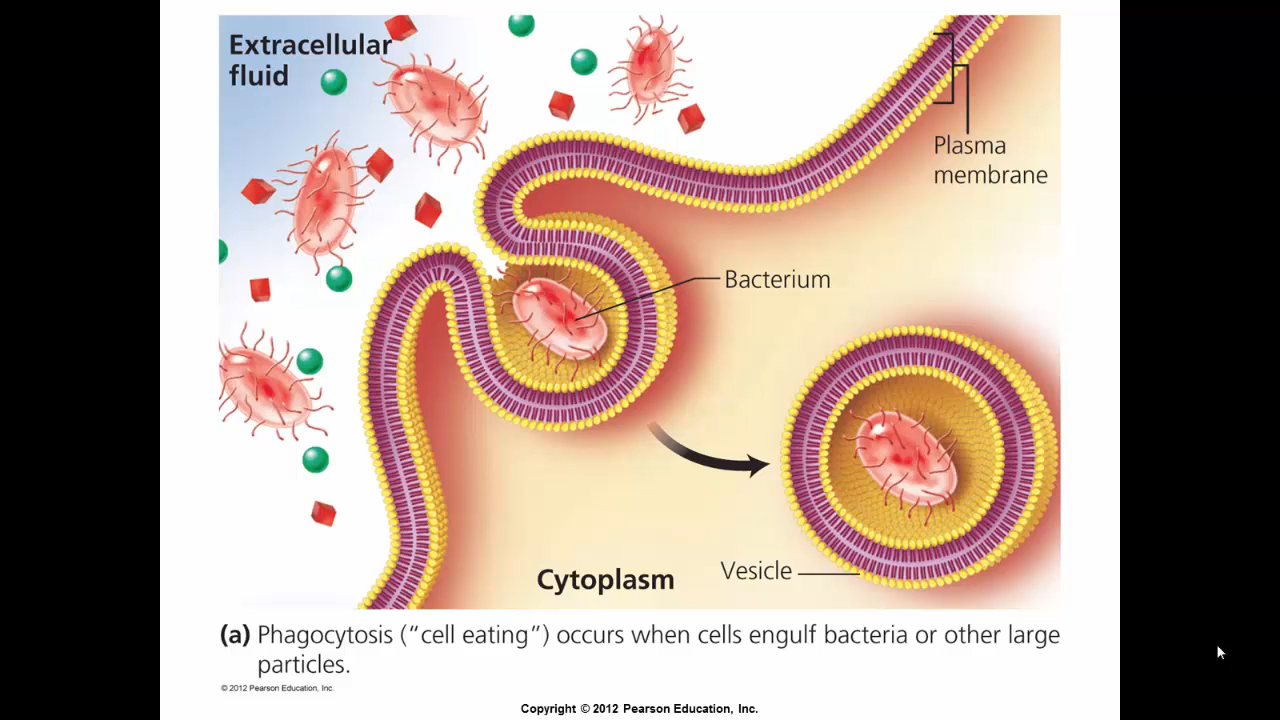 Extracellular
fluid
Plasma
membrane
Bacterium
Vesicle
Cytoplasm
(a) Phagocytosis (“cell eating”) occurs when cells engulf bacteria or other large
particles.
© 2012 Pearson Education, Inc.
Copyright © 2012 Pearson Education, Inc.